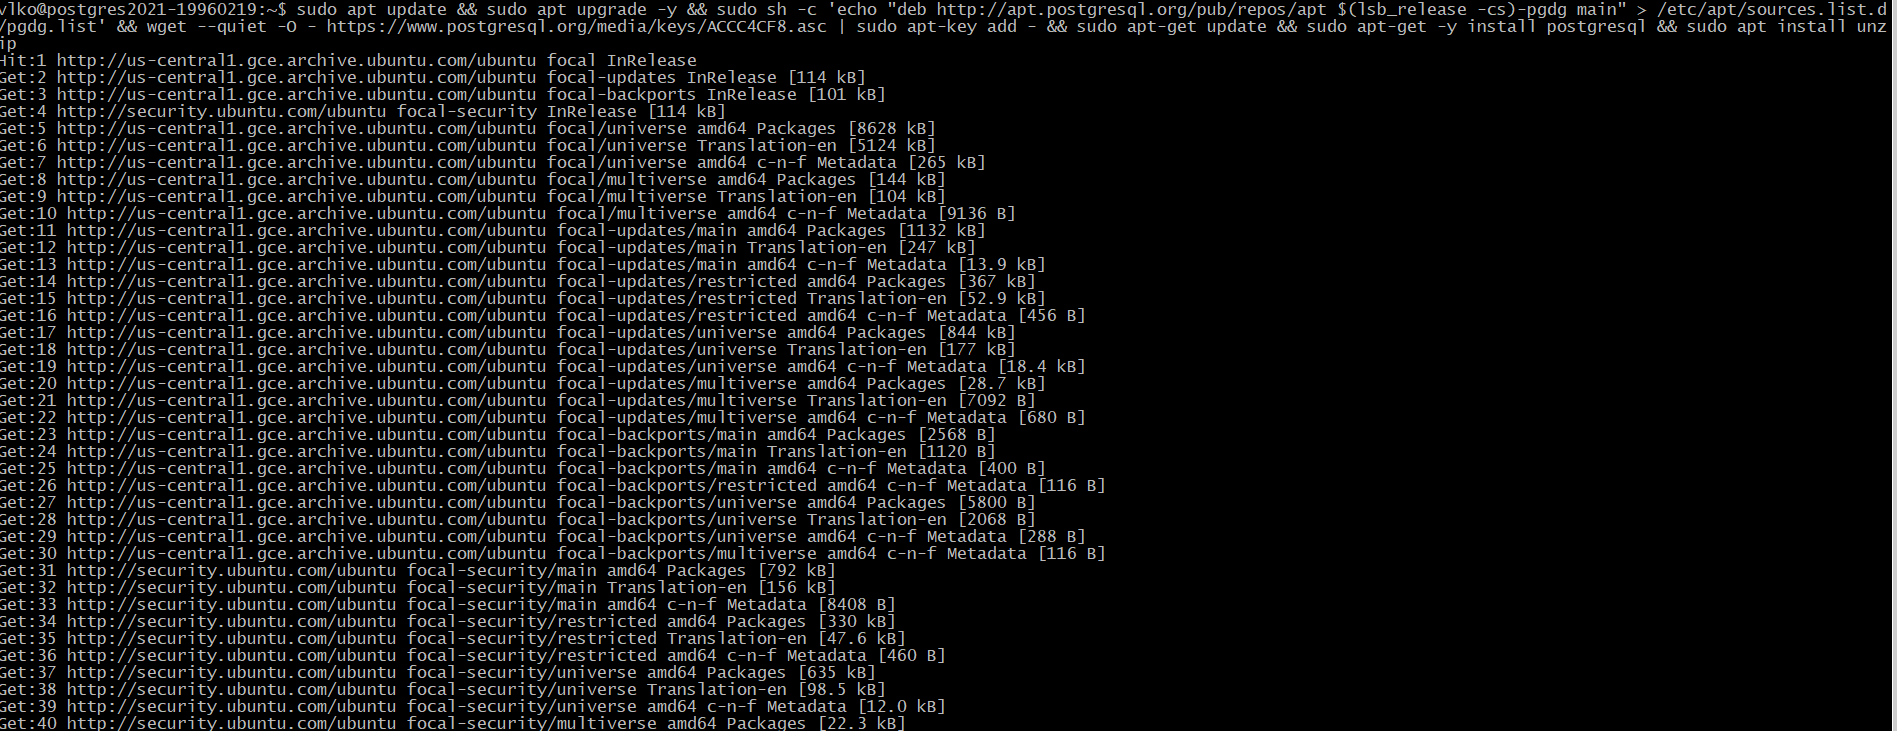 vlko@postgres2021-19960219:~$ sudo apt update && sudo apt upgrade -y && sudo sh -c 'echo "deb http://apt.postgresql.org/pub/repos/apt $(lsb_release -cs)-pgdg main" > /etc/apt/sources.list.d
/pgdg.list' && wget --quiet -O - https://www.postgresql.org/media/keys/ACCC4CF8.asc | sudo apt-key add - && sudo apt-get update && sudo apt-get -y install postgresql && sudo apt install unz
ip
Hit:1 http://us-central1.gce.archive.ubuntu.com/ubuntu focal InRelease
Get:2 http://us-central1.gce.archive.ubuntu.com/ubuntu focal-updates InRelease [114 kB]
Get:3 http://us-central1.gce.archive.ubuntu.com/ubuntu focal-backports InRelease [101 kB]
Get:4 http://security.ubuntu.com/ubuntu focal-security InRelease [114 kB]
Get:5 http://us-central1.gce.archive.ubuntu.com/ubuntu focal/universe amd64 Packages [8628 kB]
Get:6 http://us-central1.gce.archive.ubuntu.com/ubuntu focal/universe Translation-en [5124 kB]
Get:7 http://us-central1.gce.archive.ubuntu.com/ubuntu focal/universe amd64 c-n-f Metadata [265 kB]
Get:8 http://us-central1.gce.archive.ubuntu.com/ubuntu focal/multiverse amd64 Packages [144 kB]
Get:9 http://us-central1.gce.archive.ubuntu.com/ubuntu focal/multiverse Translation-en [104 kB]
Get:10 http://us-central1.gce.archive.ubuntu.com/ubuntu focal/multiverse amd64 c-n-f Metadata [9136 B]
Get:11 http://us-central1.gce.archive.ubuntu.com/ubuntu focal-updates/main amd64 Packages [1132 kB]
Get:12 http://us-central1.gce.archive.ubuntu.com/ubuntu focal-updates/main Translation-en [247 kB]
Get:13 http://us-central1.gce.archive.ubuntu.com/ubuntu focal-updates/main amd64 c-n-f Metadata [13.9 kB]
Get:14 http://us-central1.gce.archive.ubuntu.com/ubuntu focal-updates/restricted amd64 Packages [367 kB]
Get:15 http://us-central1.gce.archive.ubuntu.com/ubuntu focal-updates/restricted Translation-en [52.9 kB]
Get:16 http://us-central1.gce.archive.ubuntu.com/ubuntu focal-updates/restricted amd64 c-n-f Metadata [456 B]
Get:17 http://us-central1.gce.archive.ubuntu.com/ubuntu focal-updates/universe amd64 Packages [844 kB]
Get:18 http://us-central1.gce.archive.ubuntu.com/ubuntu focal-updates/universe Translation-en [177 kB]
Get:19 http://us-central1.gce.archive.ubuntu.com/ubuntu focal-updates/universe amd64 c-n-f Metadata [18.4 kB]
Get:20 http://us-central1.gce.archive.ubuntu.com/ubuntu focal-updates/multiverse amd64 Packages [28.7 kB]
Get:21 http://us-central1.gce.archive.ubuntu.com/ubuntu focal-updates/multiverse Translation-en [7092 B]
Get:22 http://us-central1.gce.archive.ubuntu.com/ubuntu focal-updates/multiverse amd64 c-n-f Metadata [680 B]
Get:23 http://us-central1.gce.archive.ubuntu.com/ubuntu focal-backports/main amd64 Packages [2568 B]
Get:24 http://us-central1.gce.archive.ubuntu.com/ubuntu focal-backports/main Translation-en [1120 B]
Get:25 http://us-central1.gce.archive.ubuntu.com/ubuntu focal-backports/main amd64 c-n-f Metadata [400 B]
Get:26 http://us-central1.gce.archive.ubuntu.com/ubuntu focal-backports/restricted amd64 c-n-f Metadata [116 B]
Get:27 http://us-central1.gce.archive.ubuntu.com/ubuntu focal-backports/universe amd64 Packages [5800 B]
Get:28 http://us-central1.gce.archive.ubuntu.com/ubuntu focal-backports/universe Translation-en [2068 B]
Get:29 http://us-central1.gce.archive.ubuntu.com/ubuntu focal-backports/universe amd64 c-n-f Metadata [288 B]
Get:30 http://us-central1.gce.archive.ubuntu.com/ubuntu focal-backports/multiverse amd64 c-n-f Metadata [116 B]
Get:31 http://security.ubuntu.com/ubuntu focal-security/main amd64 Packages [792 kB]
Get:32 http://security.ubuntu.com/ubuntu focal-security/main Translation-en [156 kB]
Get:33 http://security.ubuntu.com/ubuntu focal-security/main amd64 c-n-f Metadata [8408 B]
Get:34 http://security.ubuntu.com/ubuntu focal-security/restricted amd64 Packages [330 kB]
Get:35 http://security.ubuntu.com/ubuntu focal-security/restricted Translation-en [47.6 kB]
Get:36 http://security.ubuntu.com/ubuntu focal-security/restricted amd64 c-n-f Metadata [460 B]
Get:37 http://security.ubuntu.com/ubuntu focal-security/universe amd64 Packages [635 kB]
Get:38 http://security.ubuntu.com/ubuntu focal-security/universe Translation-en [98.5 kB]
Get:39 http://security.ubuntu.com/ubuntu focal-security/universe amd64 c-n-f Metadata [12.0 kB]
Get:40 http://security.ubuntu.com/ubuntu focal-security/multiverse amd64 Packages [22.3 kB]